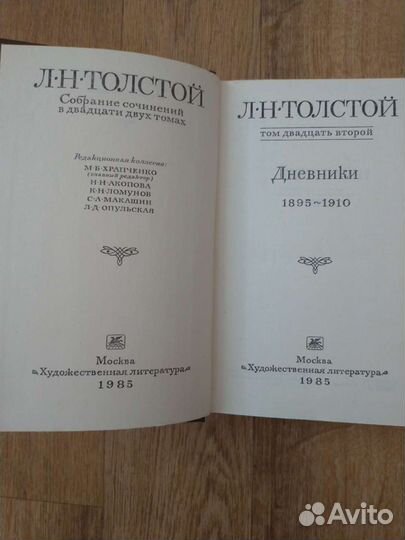 Л·Н·ТОЛСТОЙ
Собрание сочинений
в двадцати двух томах
Редакционная коллегия:
М·Б·ХРАПЧЕНКО
(главный редактор)
Н·Н·АКОПОВА
К·Н·ЛОМУНОВ
С·А·МАКАШИН
Л·Д·ОПУЛЬСКАЯ
Москва
«Художественная литература»
1985
Л·Н·ТОЛСТОЙ
ТОМ ДВАДЦАТЬ ВТОРОЙ
Дневники
1895~1910
Москва
«Художественная литература»
1985
Avito